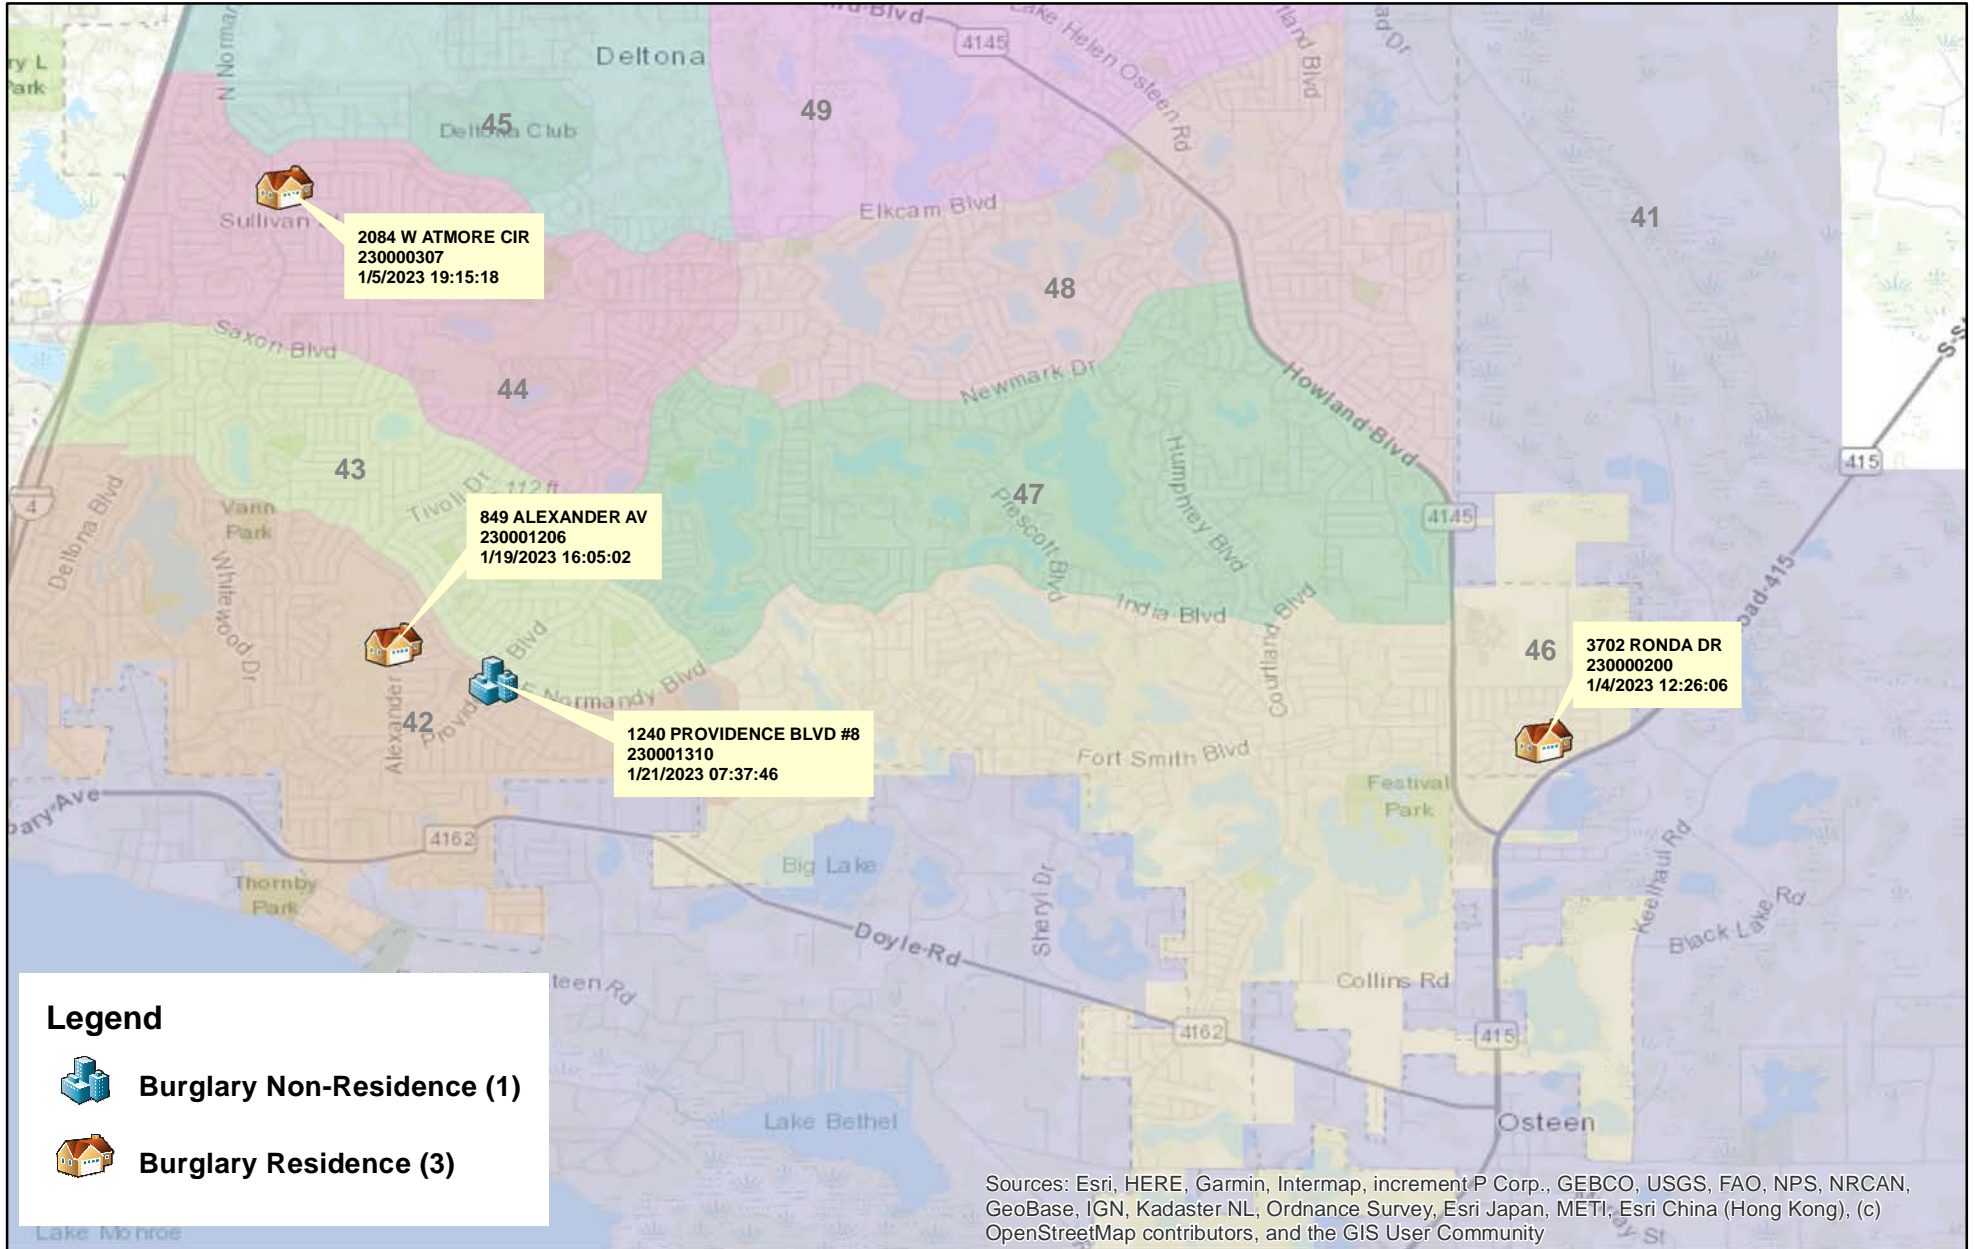 Deltona
4145
Lake Helen Osteen Rd
45
Deltona Club
49
Elkcam Blvd
41
Sullivan
2084 W ATMORE CIR
230000307
1/5/2023 19:15:18
48
Saxon Blvd
44
Newmark Dr
Howland Blvd
43
415
4
Deltona Blvd
Vann
Park
Tivoli Dr
112 ft
849 ALEXANDER AV
230001206
1/19/2023 16:05:02
47
Prescott Blvd
Humphrey Blvd
4145
Whitewood Dr
India Blvd
Courtland Blvd
46
3702 RONDA DR
230000200
1/4/2023 12:26:06
E Normandy Blvd
Alexander
42
1240 PROVIDENCE BLVD #8
230001310
1/21/2023 07:37:46
Fort Smith Blvd
Festival
Park
4162
Big Lake
Thornby
Park
Sheryl Dr
Keelhaul Rd
Black Lake Rd
Doyle Rd
Collins Rd
teen Rd
4162
415
Lake Bethel
Osteen
Legend
Burglary Non-Residence (1)
Burglary Residence (3)
Lake Monroe
Sources: Esri, HERE, Garmin, Intermap, increment P Corp., GEBCO, USGS, FAO, NPS, NRCAN,
GeoBase, IGN, Kadaster NL, Ordnance Survey, Esri Japan, METI, Esri China (Hong Kong), (c)
OpenStreetMap contributors, and the GIS User Community